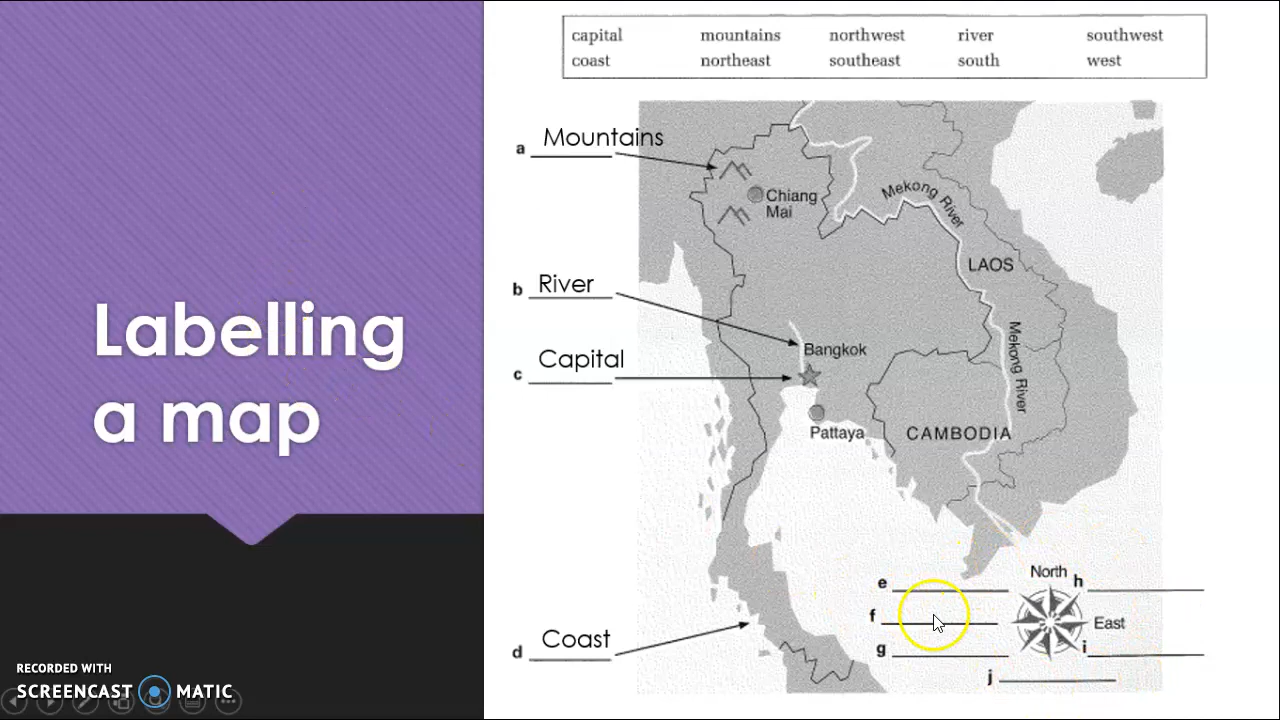 Labelling
a map
capital mountains northwest river southwest
coast northeast southeast south west
a Mountains
Chiang
Mai
Mekong River
LAOS
b River
Mekong River
Bangkok
c Capital
Pattaya
CAMBODIA
North
e h
f East
g i
j
d Coast
RECORDED WITH
SCREENCAST MATIC